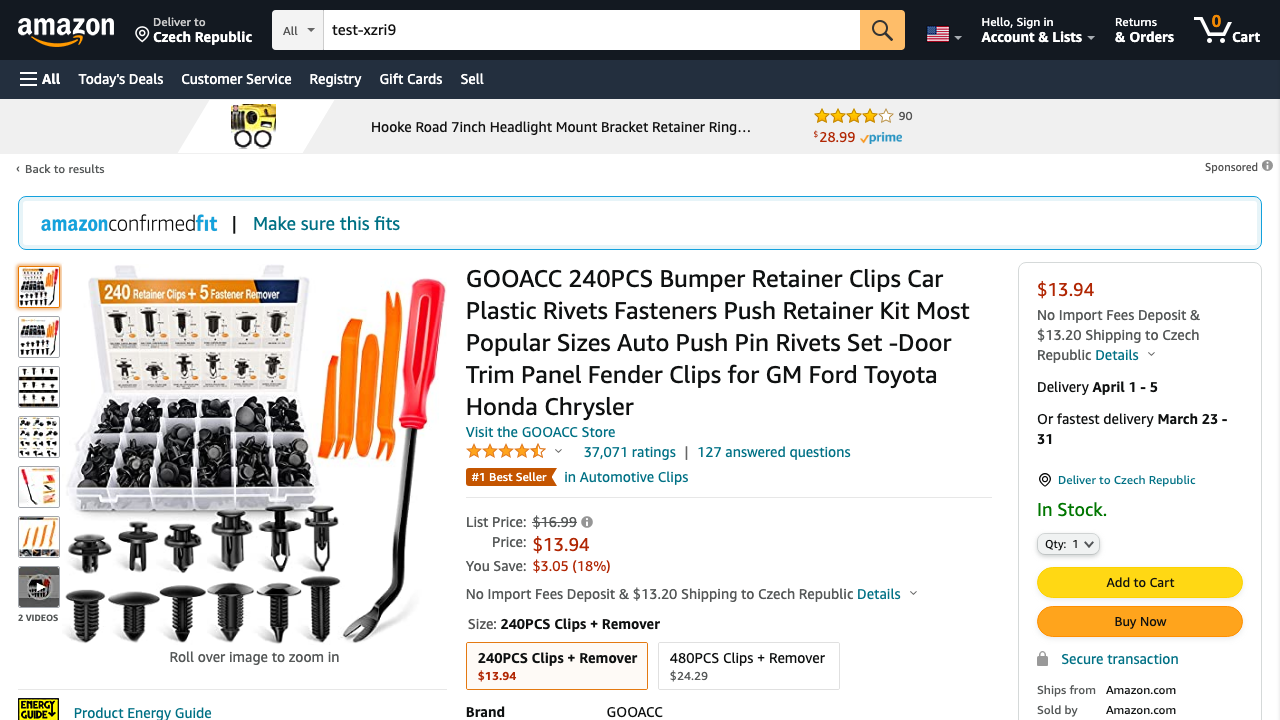 amazon
Deliver to
Czech Republic
All
test-xzri9
Hello, Sign in
Account & Lists
Returns
& Orders
0
Cart
All
Today's Deals
Customer Service
Registry
Gift Cards
Sell
Hooke Road 7inch Headlight Mount Bracket Retainer Ring…
90
$28.99 prime
‹ Back to results
Sponsored
amazonconfirmedfit | Make sure this fits
240 Retainer Clips + 5 Fastener Remover
2 VIDEOS
Roll over image to zoom in
ENERGY
GUIDE
Product Energy Guide
GOOACC 240PCS Bumper Retainer Clips Car
Plastic Rivets Fasteners Push Retainer Kit Most
Popular Sizes Auto Push Pin Rivets Set -Door
Trim Panel Fender Clips for GM Ford Toyota
Honda Chrysler
Visit the GOOACC Store
37,071 ratings | 127 answered questions
#1 Best Seller in Automotive Clips
List Price: $16.99
Price: $13.94
You Save: $3.05 (18%)
No Import Fees Deposit & $13.20 Shipping to Czech Republic Details
Size: 240PCS Clips + Remover
240PCS Clips + Remover
$13.94
480PCS Clips + Remover
$24.29
Brand GOOACC
$13.94
No Import Fees Deposit &
$13.20 Shipping to Czech
Republic Details
Delivery April 1 - 5
Or fastest delivery March 23 -
31
Deliver to Czech Republic
In Stock.
Qty: 1
Add to Cart
Buy Now
Secure transaction
Ships from Amazon.com
Sold by Amazon.com